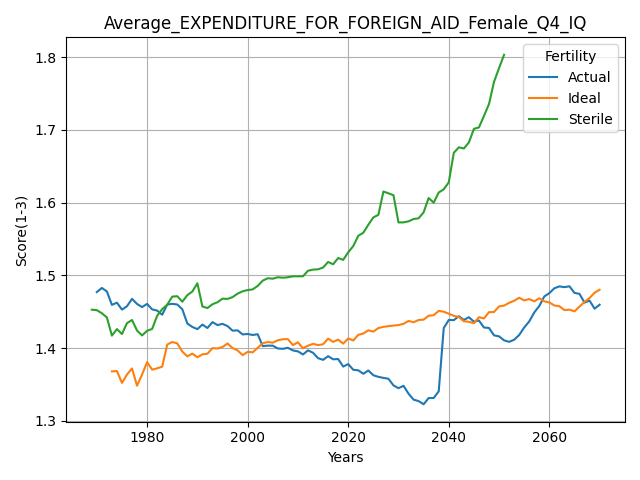 Average_EXPENDITURE_FOR_FOREIGN_AID_Female_Q4_IQ
Fertility
Actual
Ideal
Sterile
Score(1-3)
1.8
1.7
1.6
1.5
1.4
1.3
1980 2000 2020 2040 2060
Years